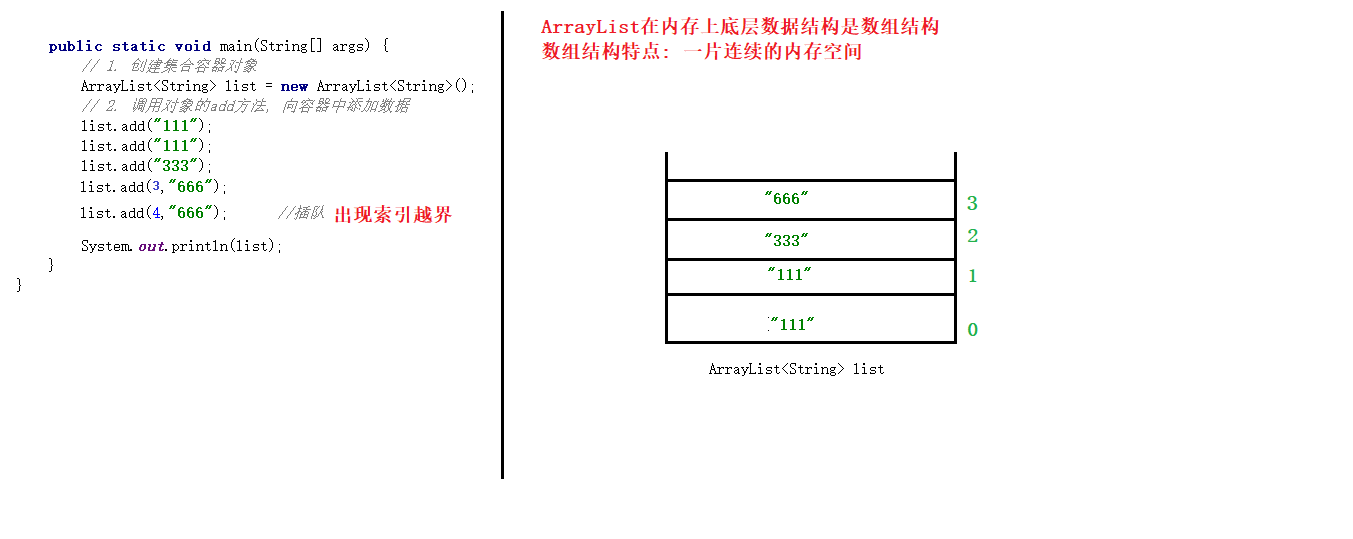 public static void main(String[] args) {
// 1. 创建集合容器对象
ArrayList<String> list = new ArrayList<String>();
// 2. 调用对象的add方法, 向容器中添加数据
list.add("111");
list.add("111");
list.add("333");
list.add(3,"666");
list.add(4,"666"); //插队 出现索引越界
System.out.println(list);
}
}
ArrayList在内存上底层数据结构是数组结构
数组结构特点: 一片连续的内存空间
"666" 3
"333" 2
"111" 1
"111" 0
ArrayList<String> list